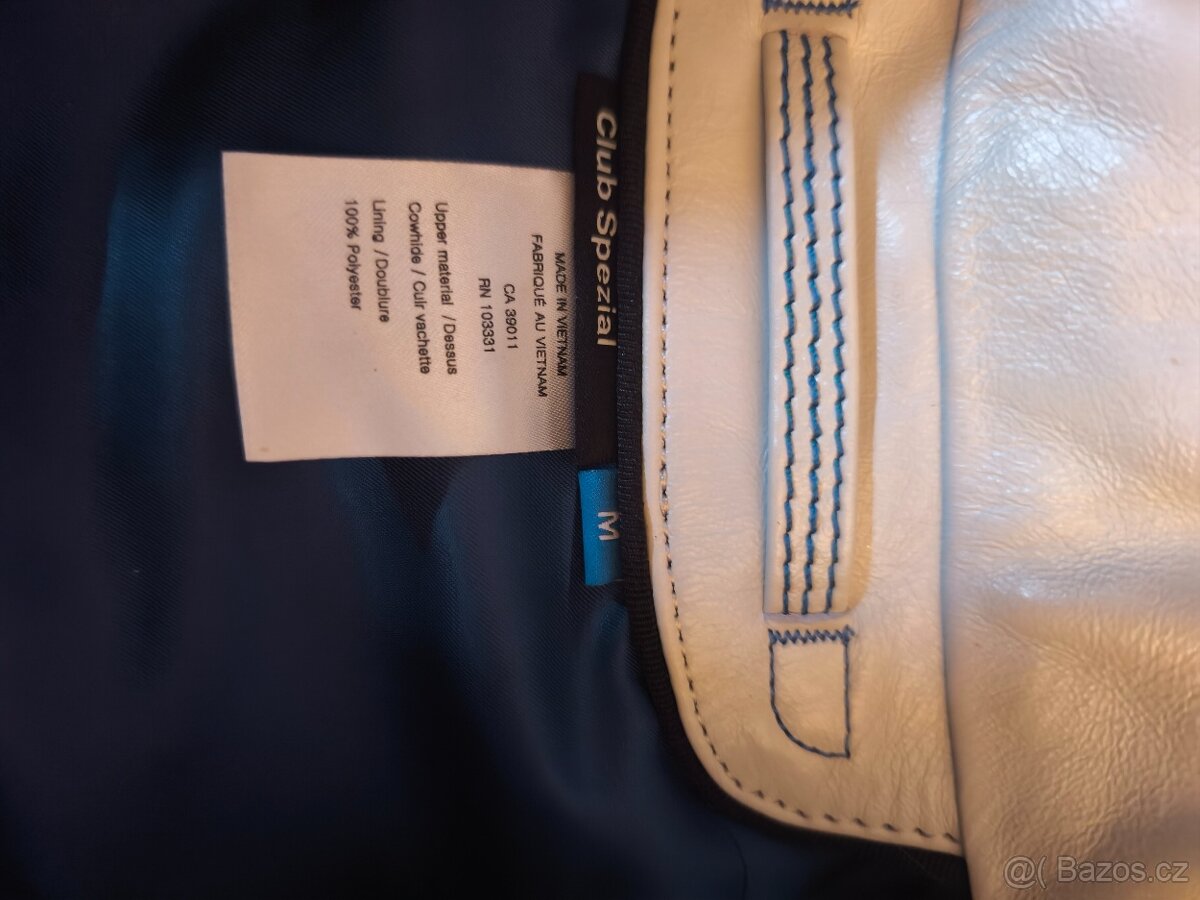 Club Spezial
M
MADE IN VIETNAM
FABRIQUÉ AU VIETNAM
CA 39011
RN 103331
Upper material / Dessus
Cowhide / Cuir vachette
Lining / Doublure
100% Polyester
@( Bazos.cz